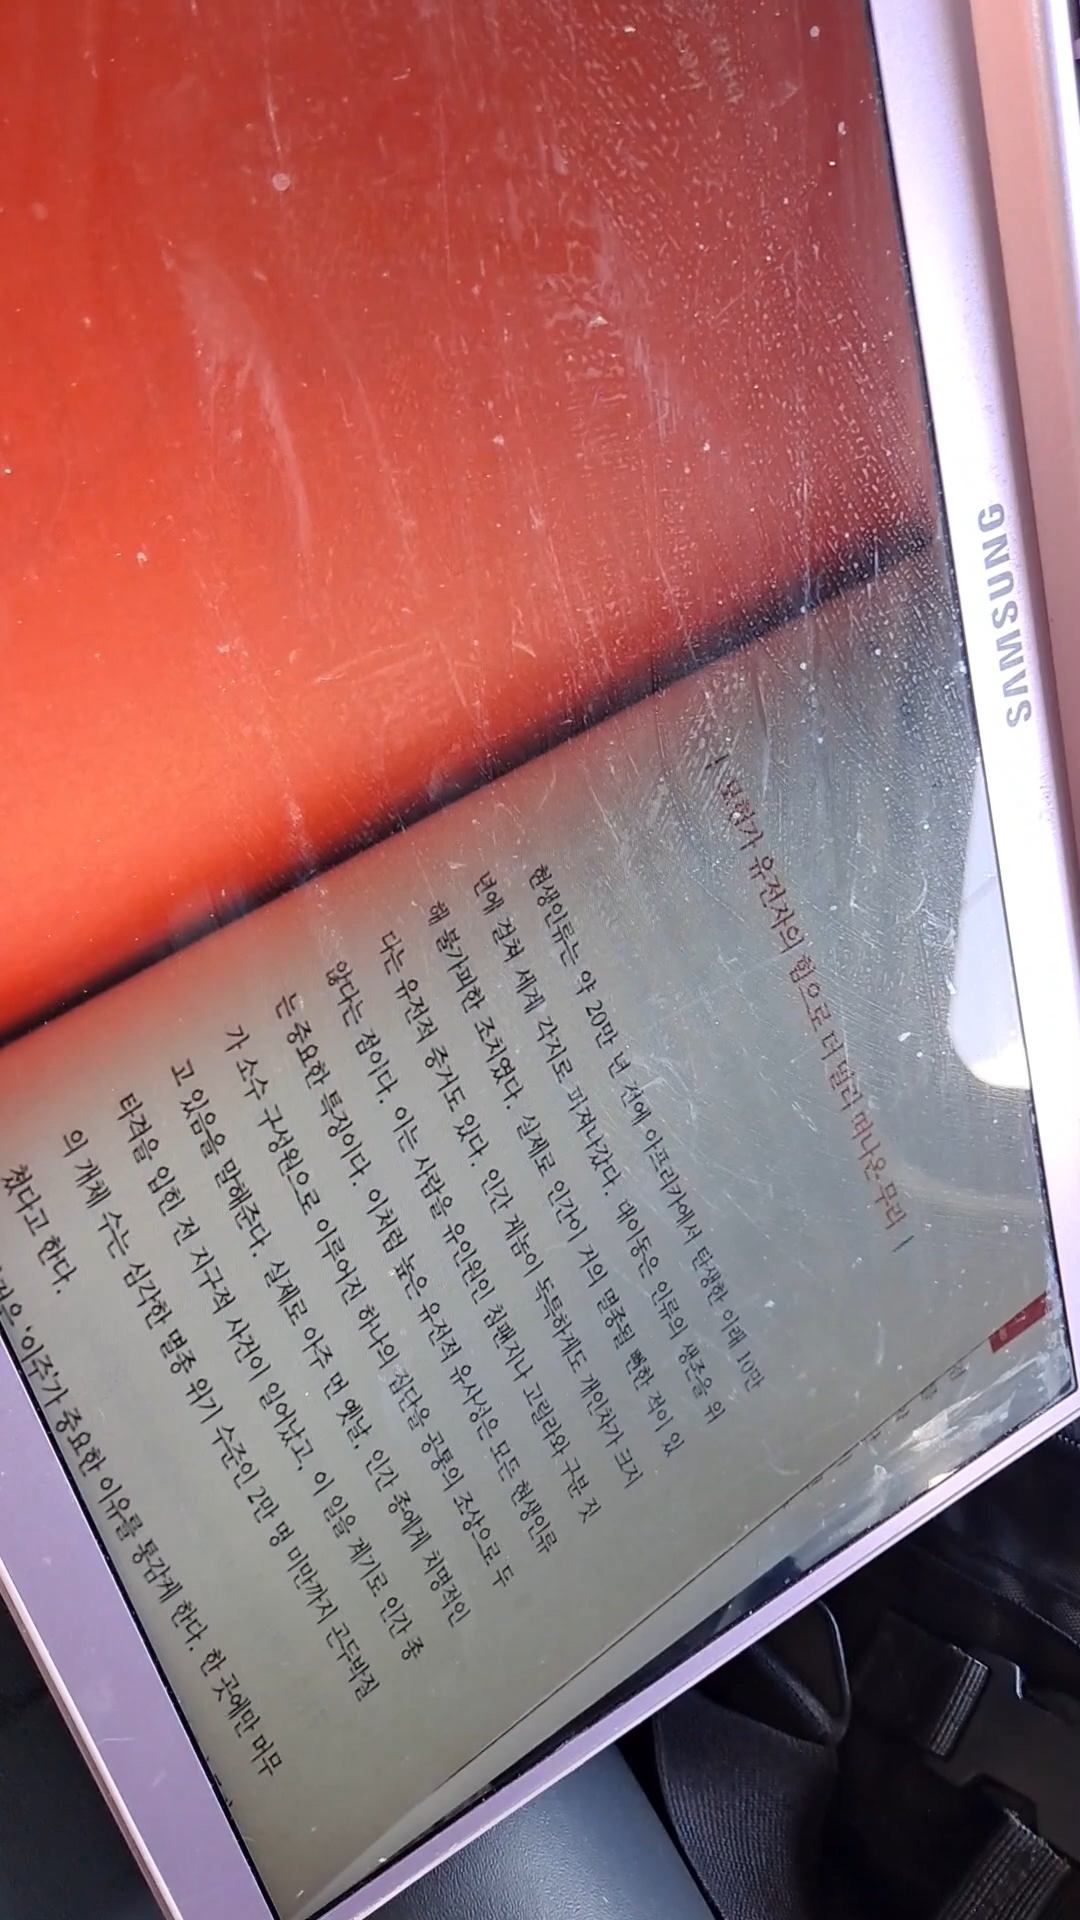 | 모험가 유전자의 힘으로 더 멀리 떠나온 무리 |
현생인류는 약 20만 년 전에 아프리카에서 탄생한 이래 10만
년에 걸쳐 세계 각지로 퍼져나갔다. 대이동은 인류의 생존을 위
해 불가피한 조치였다. 실제로 인간이 거의 멸종될 뻔한 적이 있
다는 유전적 증거도 있다. 인간 게놈이 독특하게도 개인차가 크지
않다는 점이다. 이는 사람을 유인원인 침팬지나 고릴라와 구분 짓
는 중요한 특징이다. 이처럼 높은 유전적 유사성은 모든 현생인류
가 소수 구성원으로 이루어진 하나의 집단을 공통의 조상으로 두
고 있음을 말해준다. 실제로 아주 먼 옛날, 인간 종에게 치명적인
타격을 입힌 전 지구적 사건이 일어났고, 이 일을 계기로 인간 종
의 개체 수는 심각한 멸종 위기 수준인 2만 명 미만까지 곤두박질
쳤다고 한다.
'이주'가 중요한 이유를 통감케 한다. 한 곳에만 머무
SAMSUNG